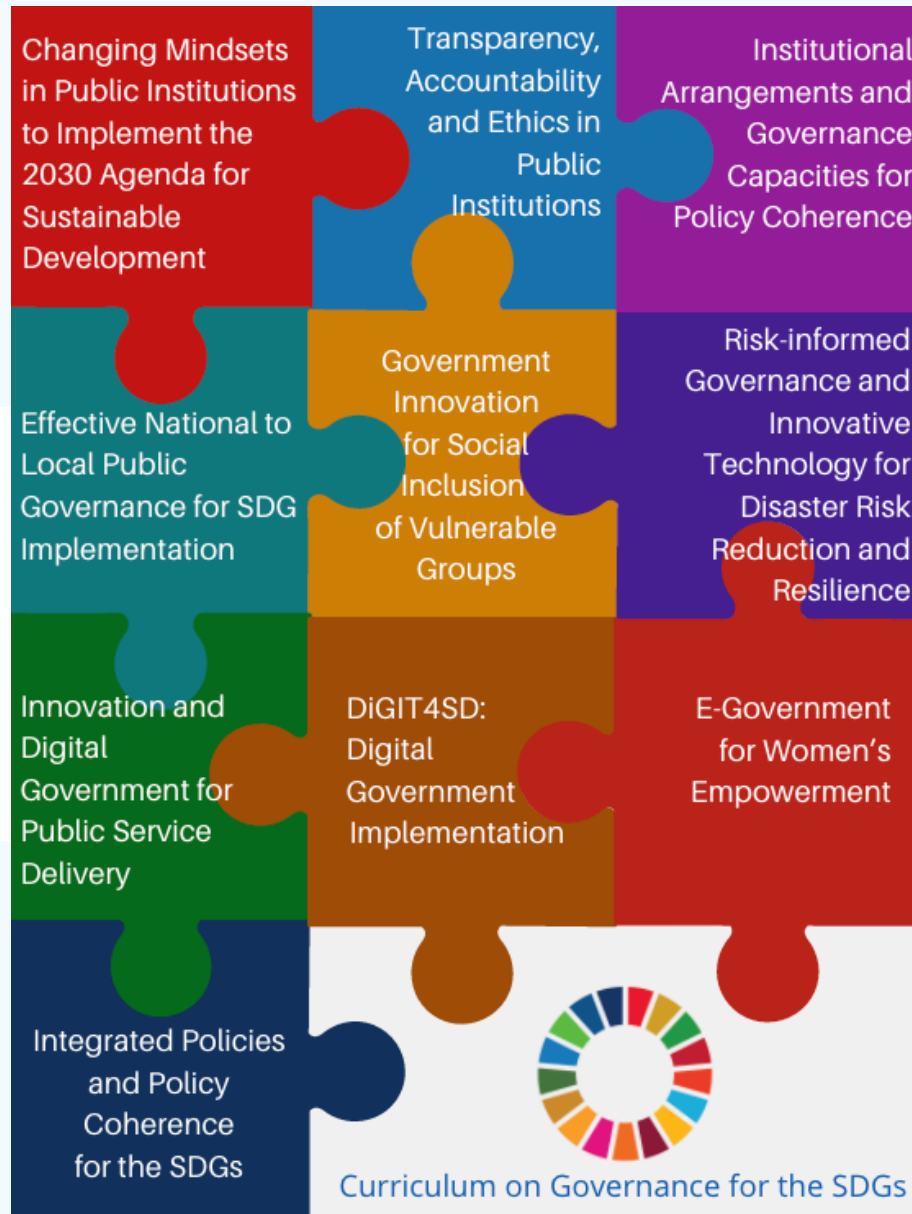 Changing Mindsets
in Public Institutions
to Implement the
2030 Agenda for
Sustainable
Development
Transparency,
Accountability
and Ethics in
Public
Institutions
Institutional
Arrangements and
Governance
Capacities for
Policy Coherence
Effective National to
Local Public
Governance for SDG
Implementation
Government
Innovation
for Social
Inclusion
of Vulnerable
Groups
Risk-informed
Governance and
Innovative
Technology for
Disaster Risk
Reduction and
Resilience
Innovation and
Digital
Government for
Public Service
Delivery
DiGIT4SD:
Digital
Government
Implementation
E-Government
for Women’s
Empowerment
Integrated Policies
and Policy
Coherence
for the SDGs
Curriculum on Governance for the SDGs